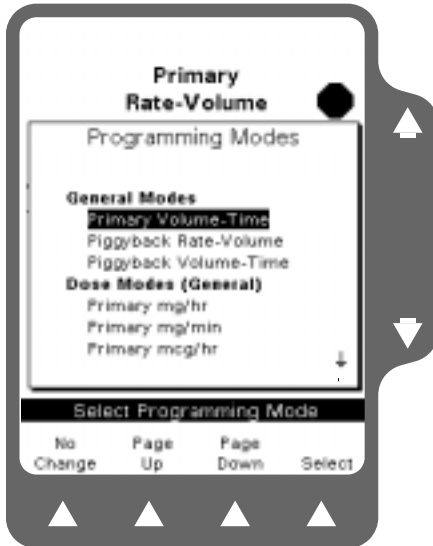 Primary
Rate-Volume
Programming Modes
General Modes
Primary Volume-Time
Piggyback Rate-Volume
Piggyback Volume-Time
Dose Modes (General)
Primary mg/hr
Primary mg/min
Primary mcg/hr
Select Programming Mode
No Page Page
Change Up Down Select